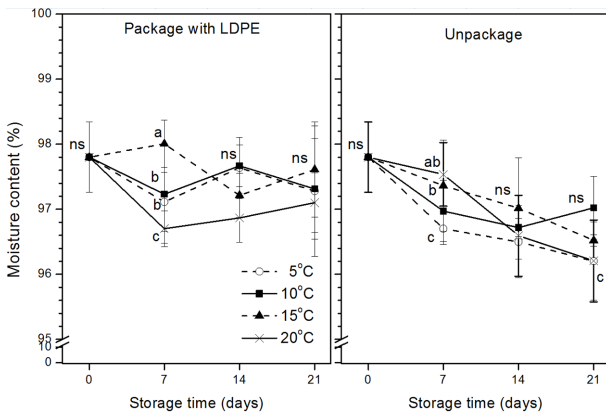 Package with LDPE
Unpackage
Moisture content (%)
100
99
98
97
96
95
10
0
ns
a
b
b
c
ns
ns
5°C
10°C
15°C
20°C
0
7
14
21
Storage time (days)
ns
ab
b
c
ns
ns
c
0
7
14
21
Storage time (days)